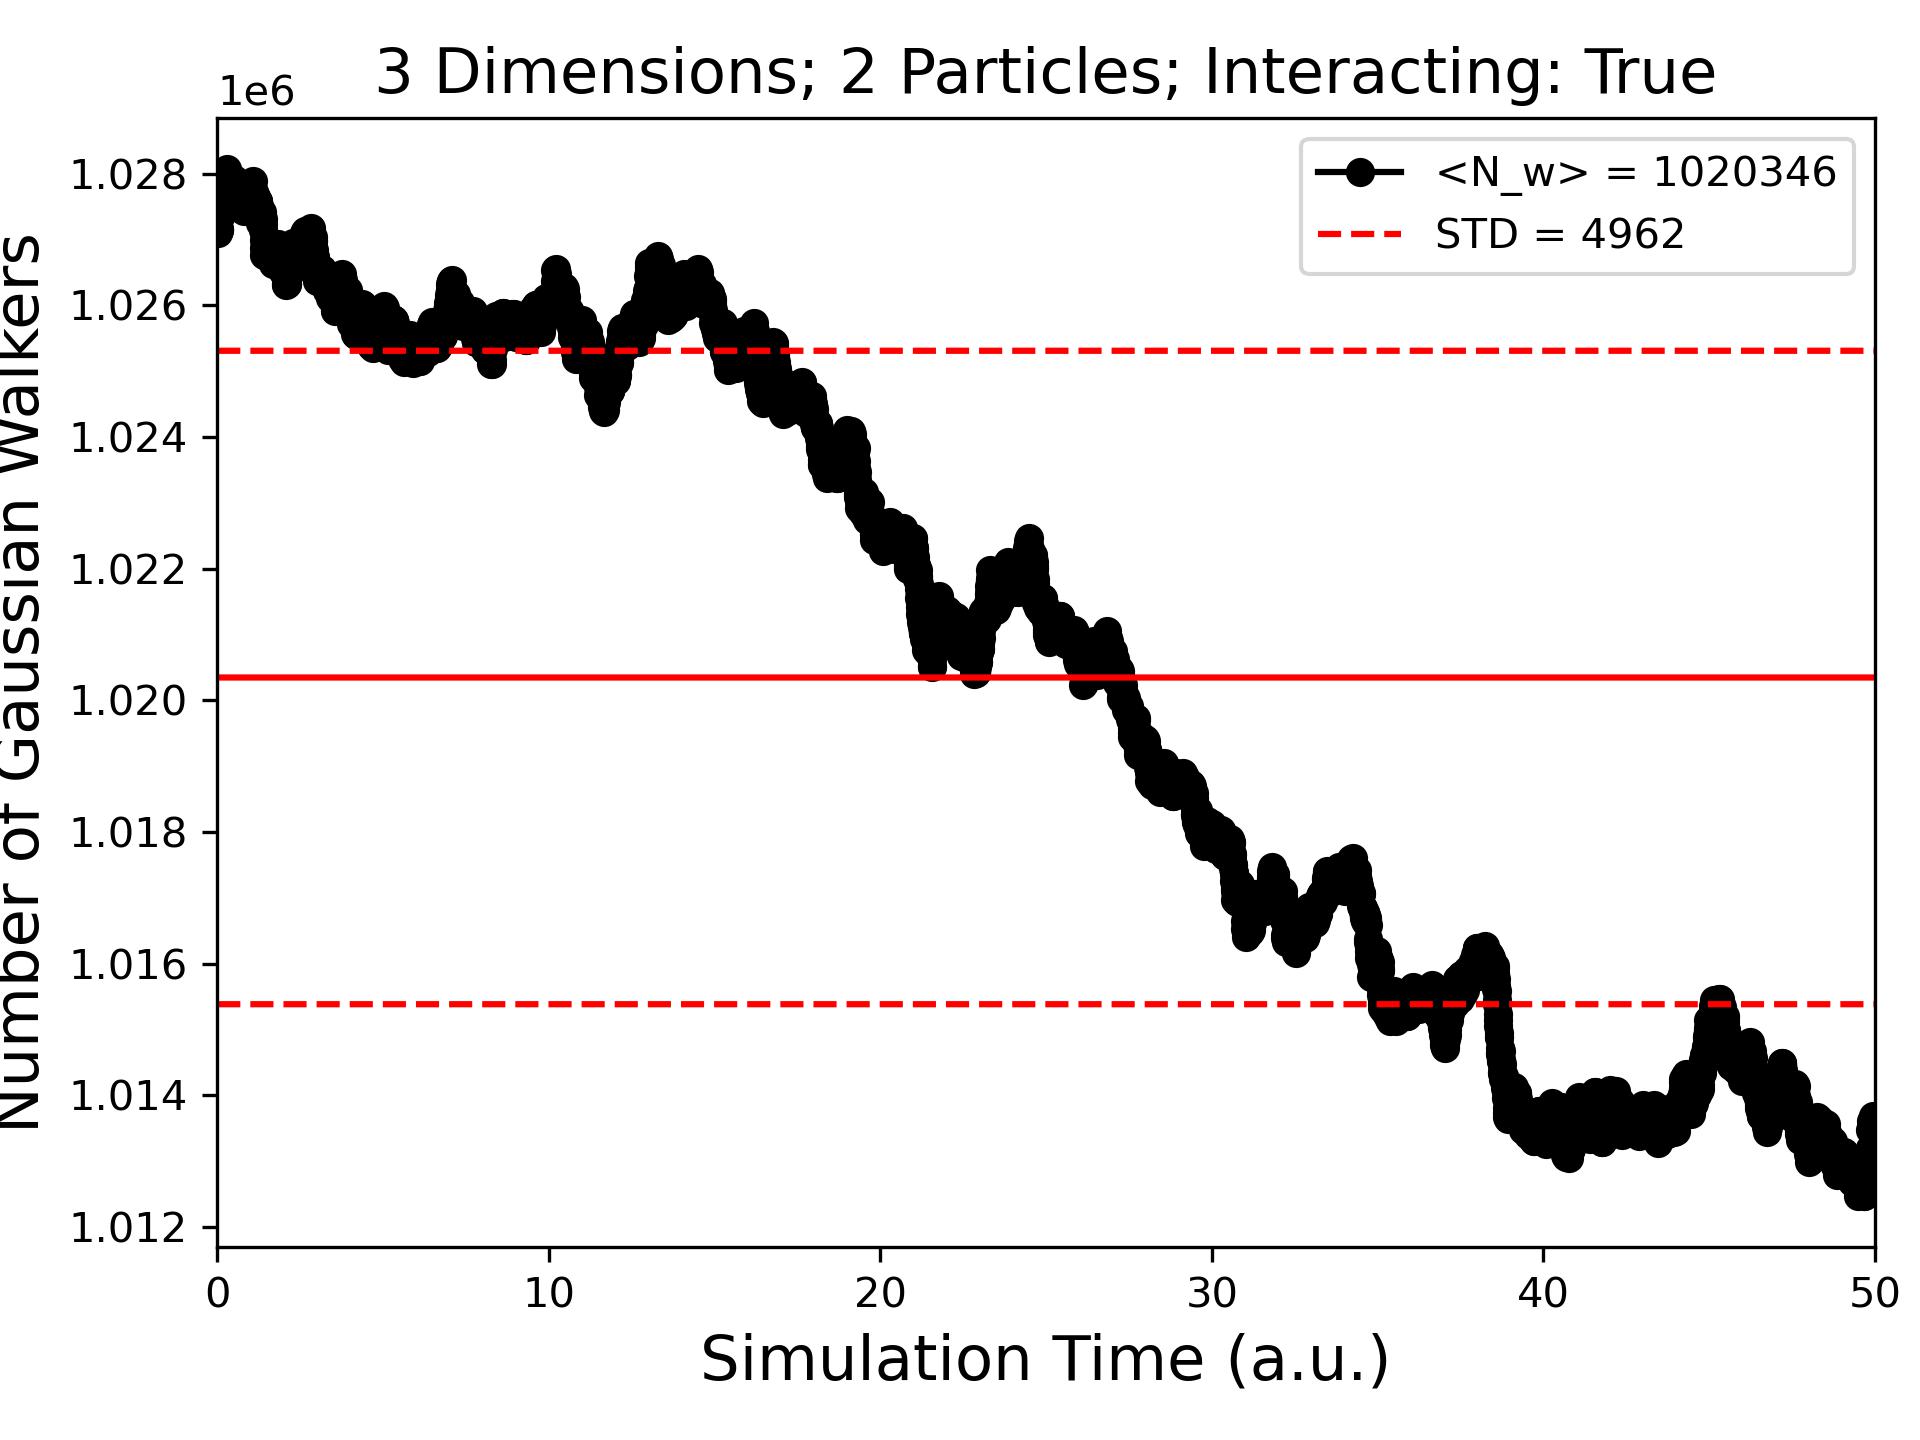 3 Dimensions; 2 Particles; Interacting: True
1e6
<N_w> = 1020346
STD = 4962
Number of Gaussian Walkers
1.028
1.026
1.024
1.022
1.020
1.018
1.016
1.014
1.012
0 10 20 30 40 50
Simulation Time (a.u.)